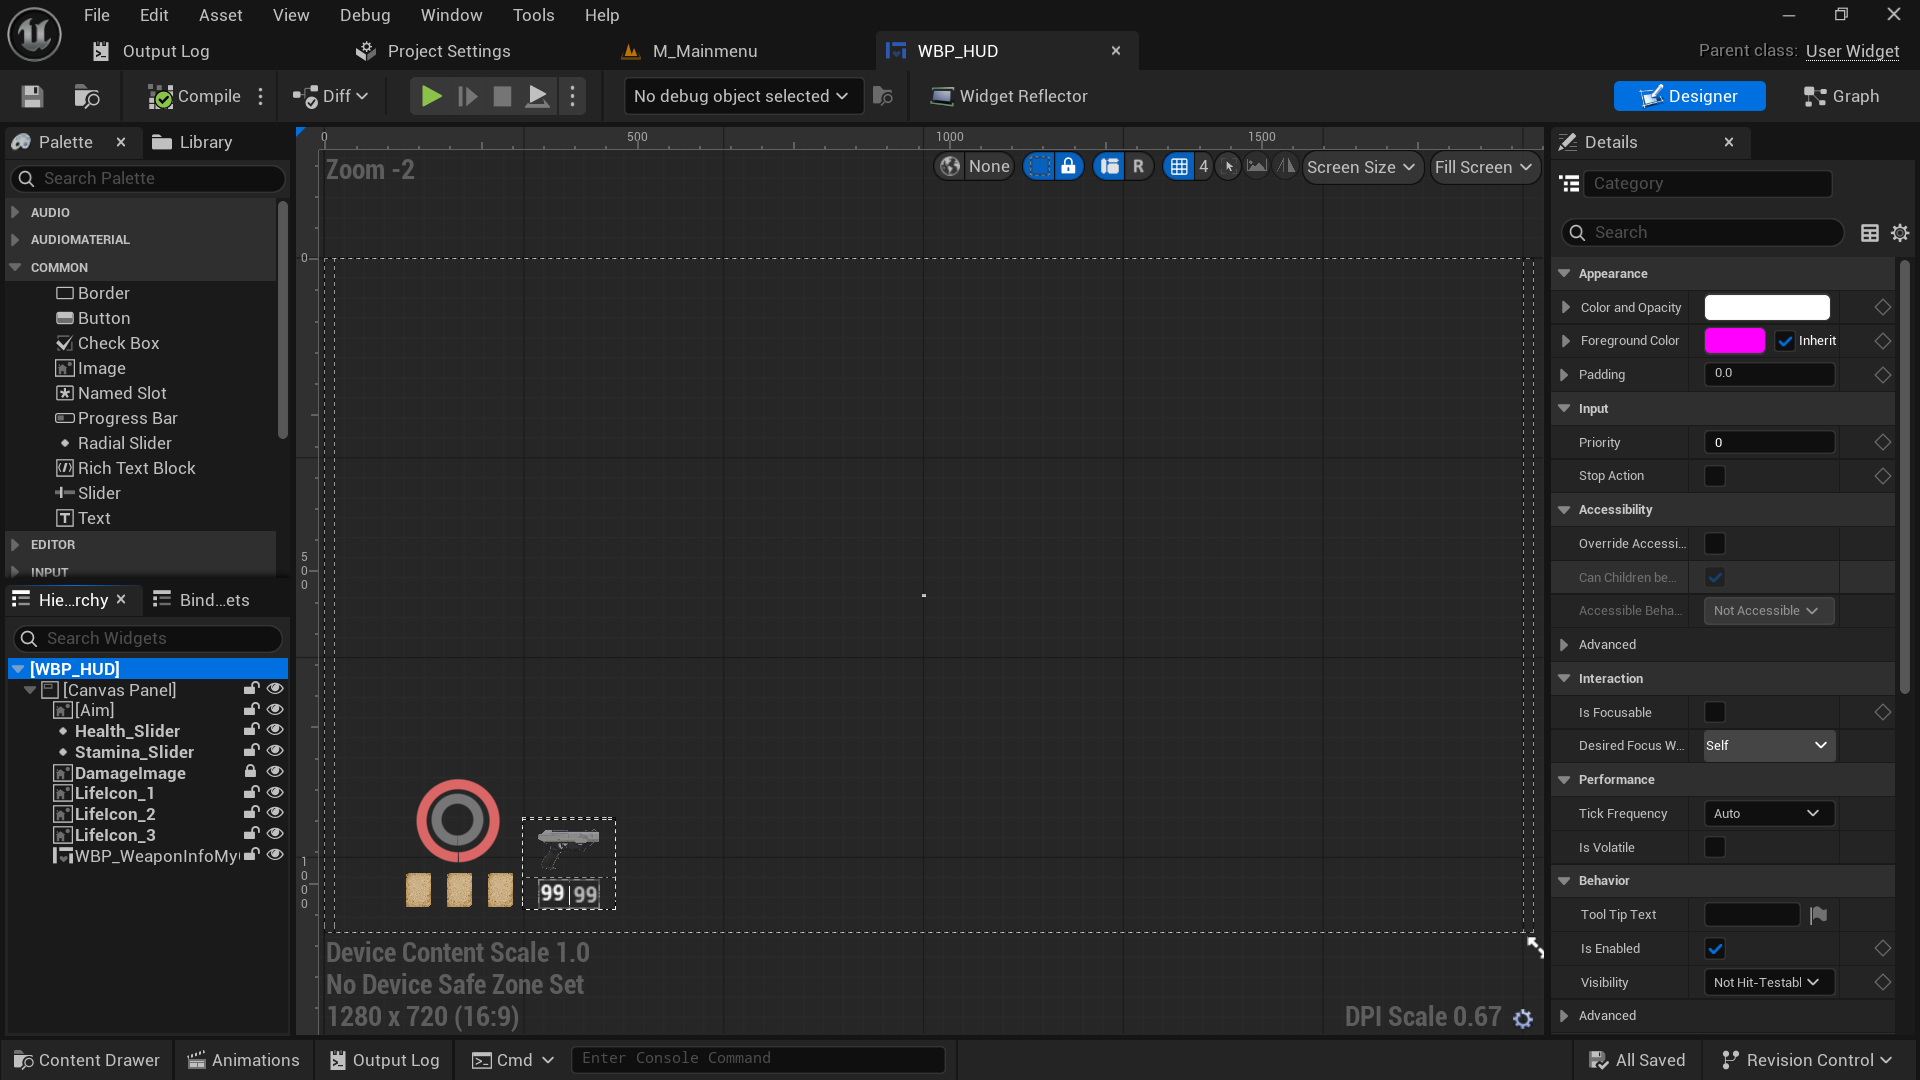 File Edit Asset View Debug Window Tools Help
Output Log Project Settings M_Mainmenu WBP_HUD Parent class: User Widget
Compile Diff No debug object selected Widget Reflector Designer Graph
Palette Library
Search Palette
AUDIO
AUDIOMATERIAL
COMMON
Border
Button
Check Box
Image
Named Slot
Progress Bar
Radial Slider
Rich Text Block
Slider
Text
EDITOR
INPUT
Hie...rchy Bind...ets
Search Widgets
[WBP_HUD]
[Canvas Panel]
[Aim]
Health_Slider
Stamina_Slider
DamageImage
LifeIcon_1
LifeIcon_2
LifeIcon_3
WBP_WeaponInfoMy
0 500 1000 1500
Zoom -2
None R 4 Screen Size Fill Screen
0
500
1000
99 99
Device Content Scale 1.0
No Device Safe Zone Set
1280 x 720 (16:9)
DPI Scale 0.67
Details
Category
Search
Appearance
Color and Opacity
Foreground Color Inherit
Padding 0.0
Input
Priority 0
Stop Action
Accessibility
Override Accessi...
Can Children be...
Accessible Beha... Not Accessible
Advanced
Interaction
Is Focusable
Desired Focus W... Self
Performance
Tick Frequency Auto
Is Volatile
Behavior
Tool Tip Text
Is Enabled
Visibility Not Hit-Testabl
Advanced
Content Drawer Animations Output Log Cmd Enter Console Command All Saved Revision Control